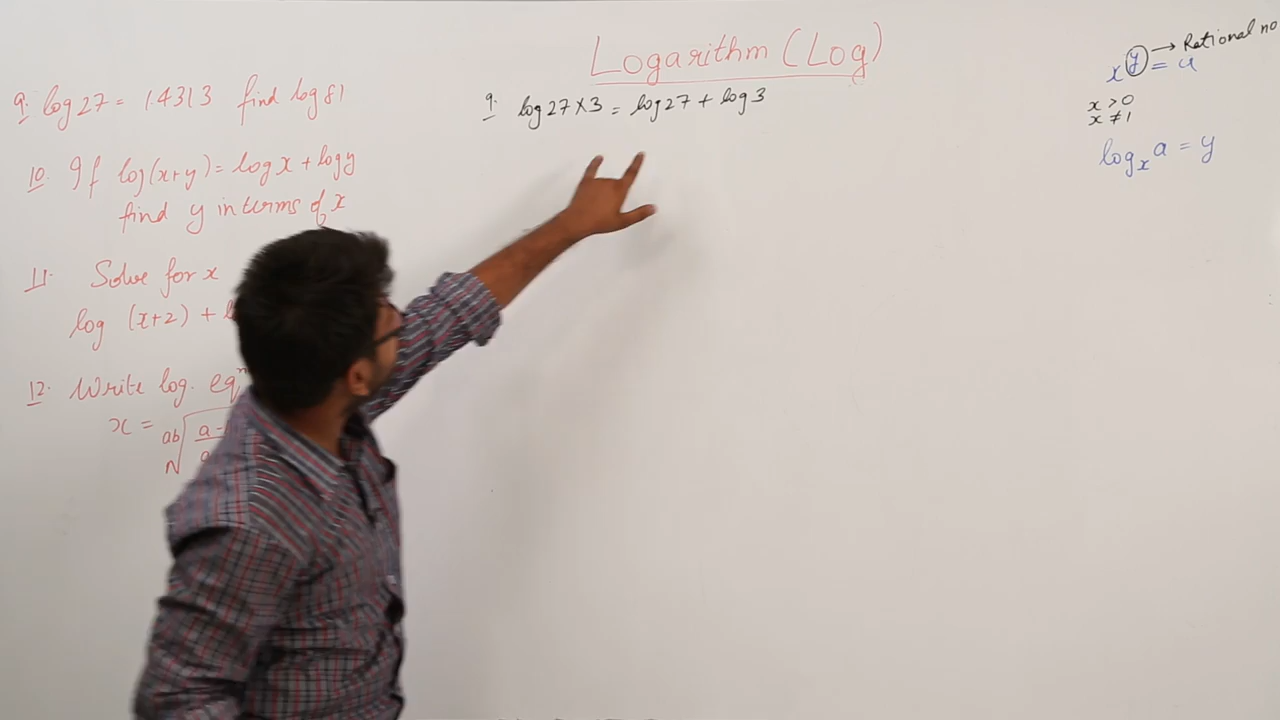 Logarithm (Log)
9. log 27 = 1.4313 find log 81
10. If log(x+y) = log x + log y
find y in terms of x
11. Solve for x
log (x+2) +
12. Write log. eqⁿ
x =
ab√ a -
9. log 27 × 3 = log 27 + log 3
x^y = a → Rational no
x > 0
x ≠ 1
logₓ a = y